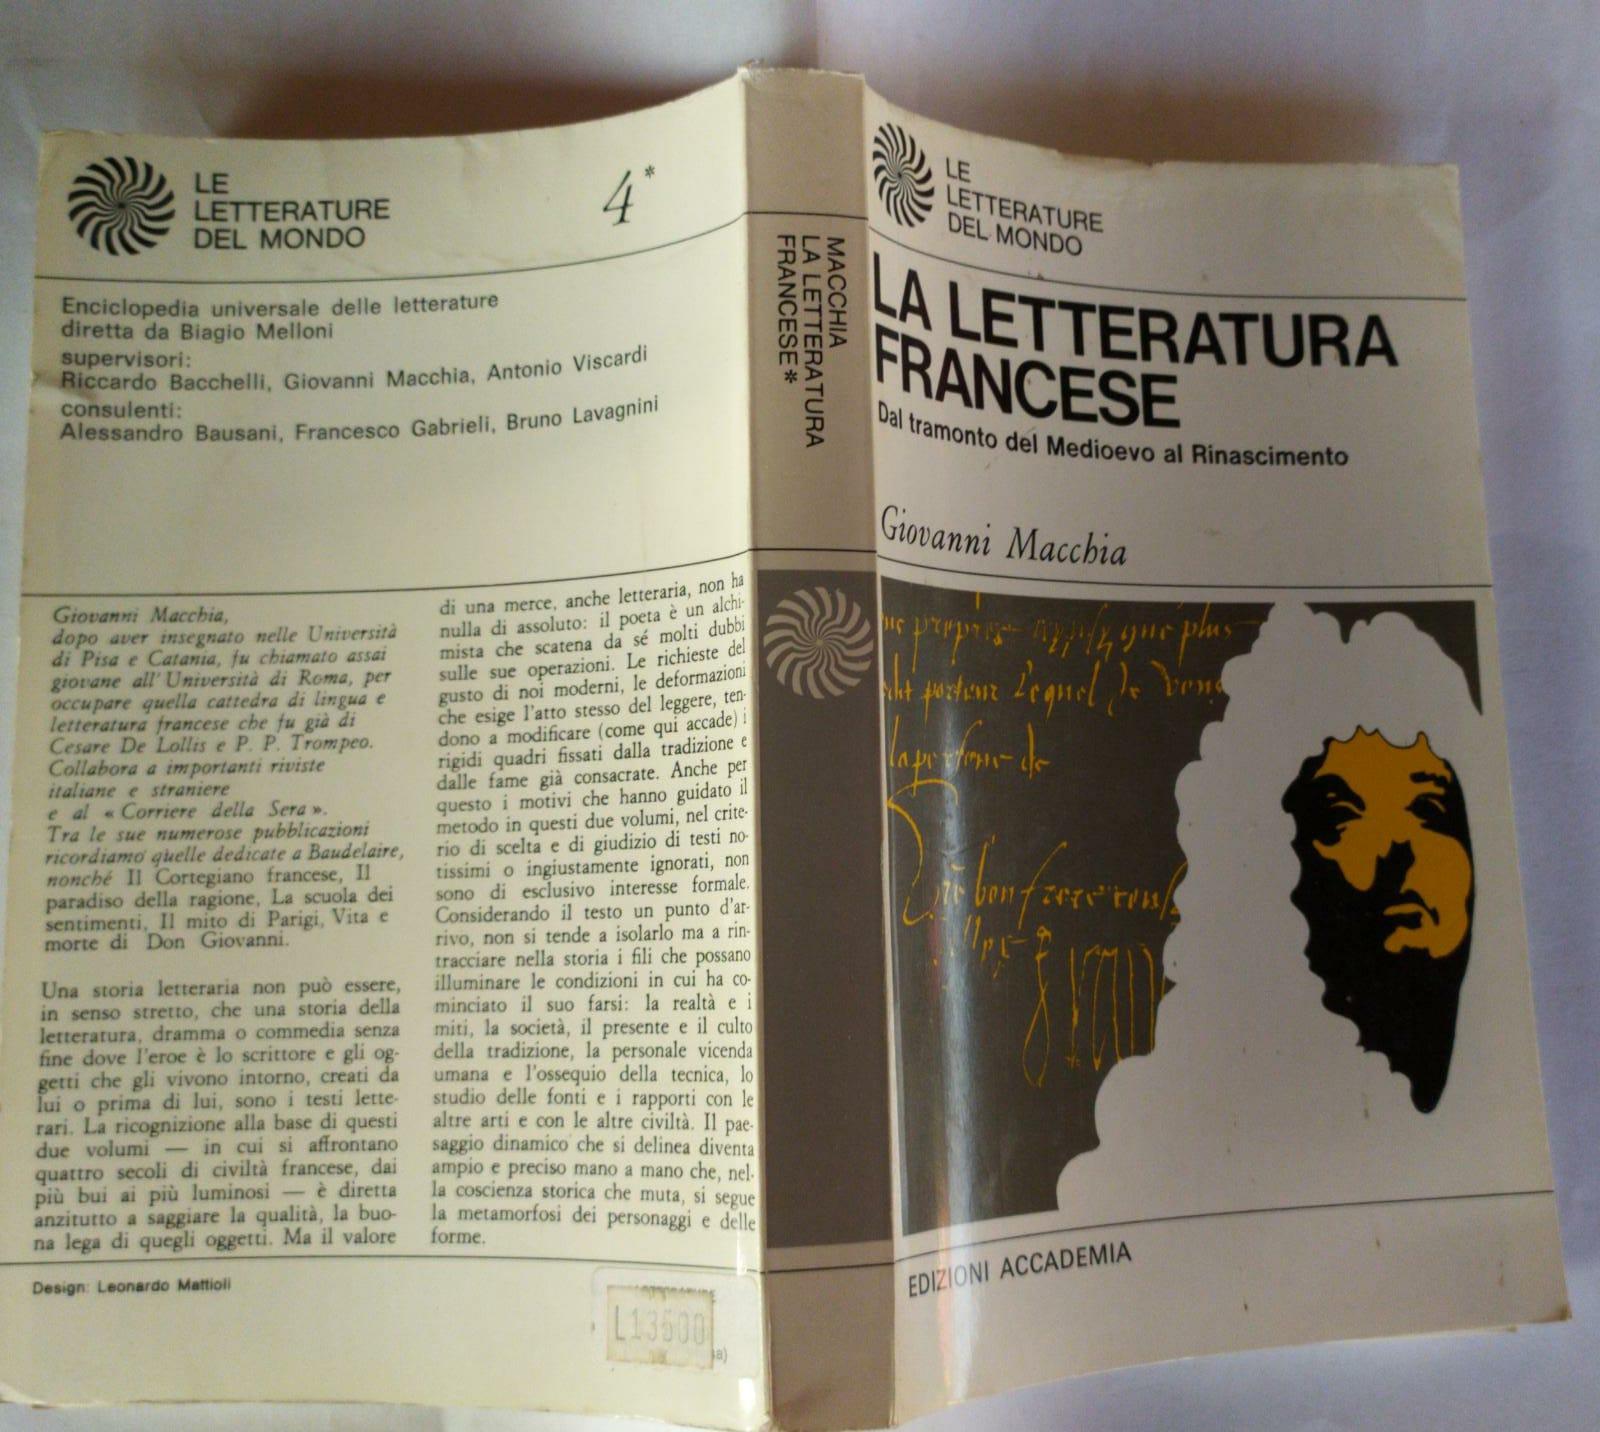 LE
LETTERATURE
DEL MONDO
4*
Enciclopedia universale delle letterature
diretta da Biagio Melloni
supervisori:
Riccardo Bacchelli, Giovanni Macchia, Antonio Viscardi
consulenti:
Alessandro Bausani, Francesco Gabrieli, Bruno Lavagnini
Giovanni Macchia,
dopo aver insegnato nelle Università
di Pisa e Catania, fu chiamato assai
giovane all'Università di Roma, per
occupare quella cattedra di lingua e
letteratura francese che fu già di
Cesare De Lollis e P. P. Trompeo.
Collabora a importanti riviste
italiane e straniere
e al « Corriere della Sera ».
Tra le sue numerose pubblicazioni
ricordiamo quelle dedicate a Baudelaire,
nonché Il Cortegiano francese, Il
paradiso della ragione, La scuola dei
sentimenti, Il mito di Parigi, Vita e
morte di Don Giovanni.
Una storia letteraria non può essere,
in senso stretto, che una storia della
letteratura, dramma o commedia senza
fine dove l'eroe è lo scrittore e gli og-
getti che gli vivono intorno, creati da
lui o prima di lui, sono i testi lette-
rari. La ricognizione alla base di questi
due volumi — in cui si affrontano
quattro secoli di civiltà francese, dai
più bui ai più luminosi — è diretta
anzitutto a saggiare la qualità, la buo-
na lega di quegli oggetti. Ma il valore
di una merce, anche letteraria, non ha
nulla di assoluto: il poeta è un alchi-
mista che scatena da sé molti dubbi
sulle sue operazioni. Le richieste del
gusto di noi moderni, le deformazioni
che esige l'atto stesso del leggere, ten-
dono a modificare (come qui accade) i
rigidi quadri fissati dalla tradizione e
dalle fame già consacrate. Anche per
questo i motivi che hanno guidato il
metodo in questi due volumi, nel crite-
rio di scelta e di giudizio di testi no-
tissimi o ingiustamente ignorati, non
sono di esclusivo interesse formale.
Considerando il testo un punto d'ar-
rivo, non si tende a isolarlo ma a rin-
tracciare nella storia i fili che possano
illuminare le condizioni in cui ha co-
minciato il suo farsi: la realtà e i
miti, la società, il presente e il culto
della tradizione, la personale vicenda
umana e l'ossequio della tecnica, lo
studio delle fonti e i rapporti con le
altre arti e con le altre civiltà. Il pae-
saggio dinamico che si delinea diventa
ampio e preciso mano a mano che, nel-
la coscienza storica che muta, si segue
la metamorfosi dei personaggi e delle
forme.
Design: Leonardo Mattioli
L13500
MACCHIA
LA LETTERATURA
FRANCESE*
LE
LETTERATURE
DEL MONDO
LA LETTERATURA
FRANCESE
Dal tramonto del Medioevo al Rinascimento
Giovanni Macchia
EDIZIONI ACCADEMIA